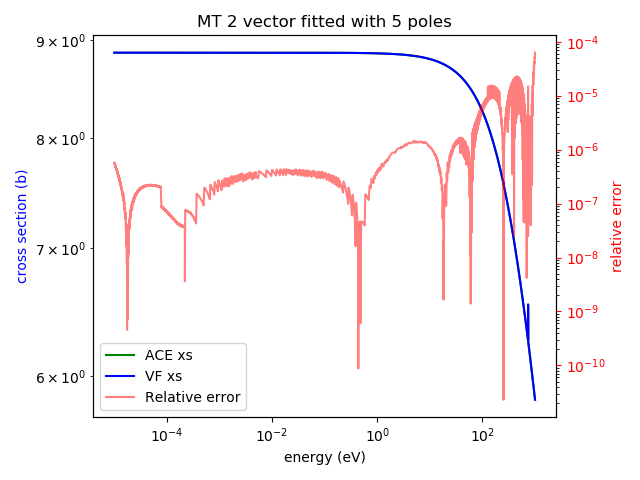 MT 2 vector fitted with 5 poles
9 × 10⁰
8 × 10⁰
7 × 10⁰
6 × 10⁰
cross section (b)
10⁻⁴
10⁻⁵
10⁻⁶
10⁻⁷
10⁻⁸
10⁻⁹
10⁻¹⁰
relative error
ACE xs
VF xs
Relative error
10⁻⁴ 10⁻² 10⁰ 10²
energy (eV)